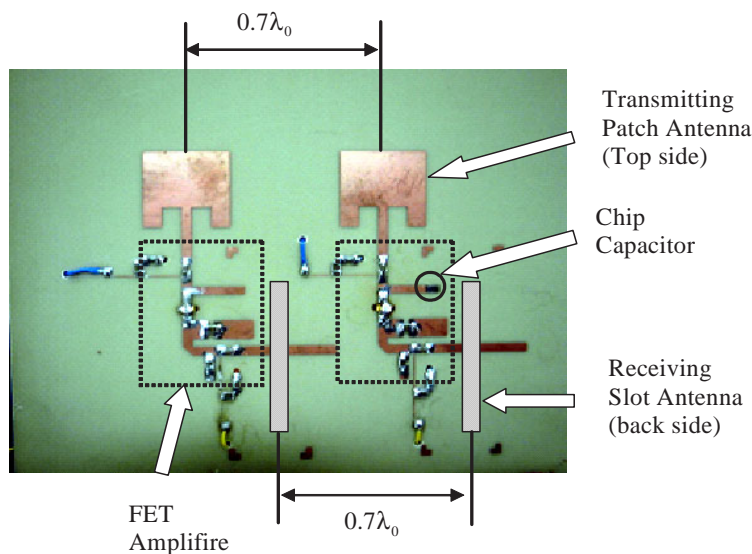 0.7λ₀
Transmitting
Patch Antenna
(Top side)
Chip
Capacitor
Receiving
Slot Antenna
(back side)
FET
Amplifire
0.7λ₀